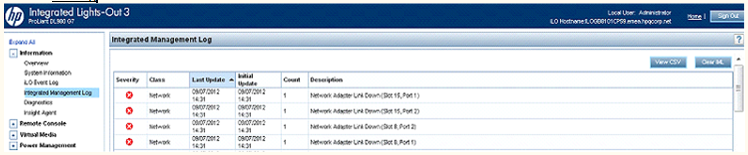 hp Integrated Lights-Out 3
ProLiant DL980 G7
Local User: Administrator
iLO Hostname:ILOGB8101CP59.emea.hpqcorp.net
Home | Sign Out
Expand All
Information
Overview
System Information
iLO Event Log
Integrated Management Log
Diagnostics
Insight Agent
Remote Console
Virtual Media
Power Management
Integrated Management Log
?
View CSV Clear IML
Severity Class Last Update Initial Update Count Description
Network 09/07/2012 14:31 09/07/2012 14:31 1 Network Adapter Link Down (Slot 15, Port 1)
Network 09/07/2012 14:31 09/07/2012 14:31 1 Network Adapter Link Down (Slot 15, Port 2)
Network 09/07/2012 14:31 09/07/2012 14:31 1 Network Adapter Link Down (Slot 8, Port 2)
Network 09/07/2012 14:31 09/07/2012 14:31 1 Network Adapter Link Down (Slot 8, Port 1)